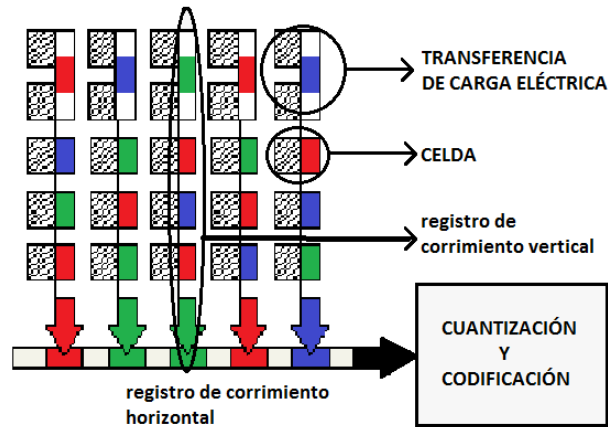 TRANSFERENCIA
DE CARGA ELÉCTRICA
CELDA
registro de
corrimiento vertical
CUANTIZACIÓN
Y
CODIFICACIÓN
registro de corrimiento
horizontal